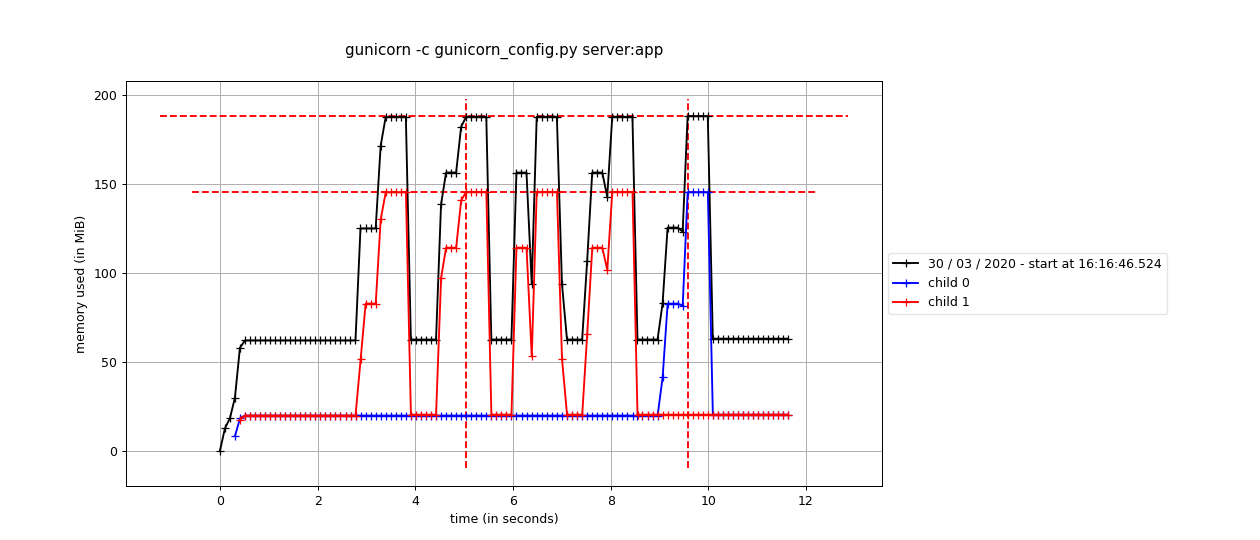 gunicorn -c gunicorn_config.py server:app
200
150
100
50
0
memory used (in MiB)
0 2 4 6 8 10 12
time (in seconds)
30 / 03 / 2020 - start at 16:16:46.524
child 0
child 1